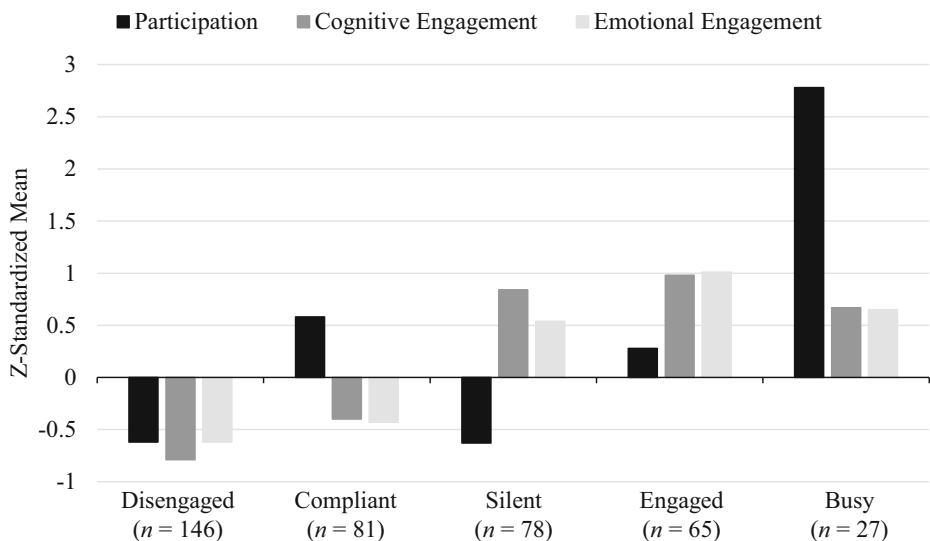 Participation Cognitive Engagement Emotional Engagement
3
2.5
2
1.5
1
0.5
0
-0.5
-1
Z-Standardized Mean
Disengaged Compliant Silent Engaged Busy
(n = 146) (n = 81) (n = 78) (n = 65) (n = 27)